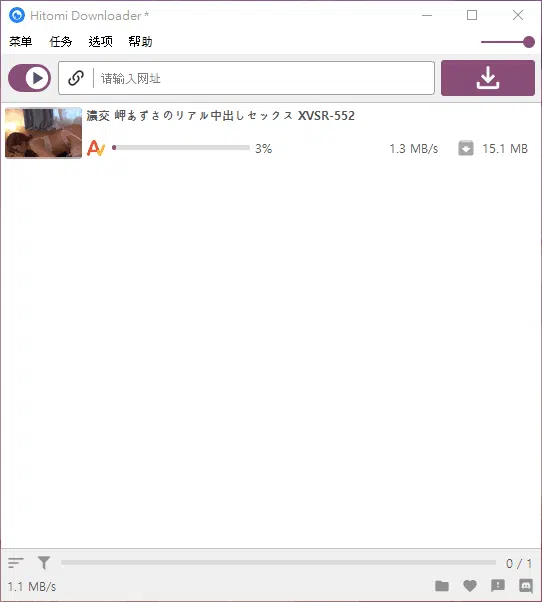 Hitomi Downloader *
菜单 任务 选项 帮助
请输入网址
濃交 岬あずさのリアル中出しセックス XVSR-552
3% 1.3 MB/s 15.1 MB
0 / 1
1.1 MB/s